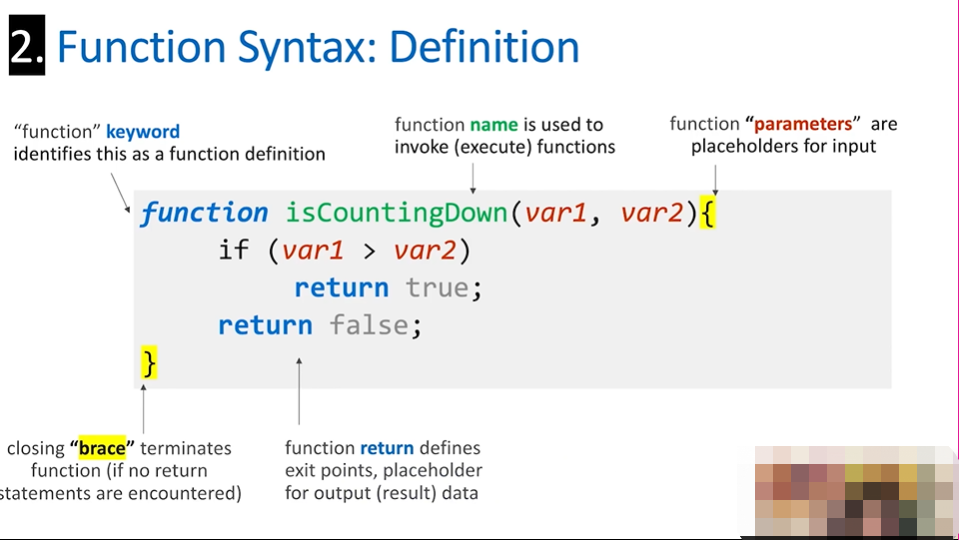 2. Function Syntax: Definition
“function” keyword
identifies this as a function definition
function name is used to
invoke (execute) functions
function “parameters” are
placeholders for input
function isCountingDown(var1, var2){
if (var1 > var2)
return true;
return false;
}
closing “brace” terminates
function (if no return
statements are encountered)
function return defines
exit points, placeholder
for output (result) data